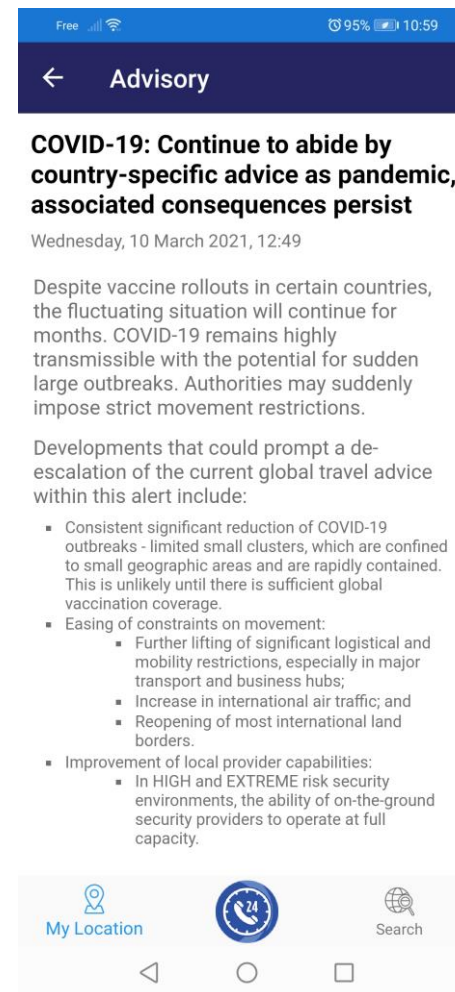 Free 95% 10:59
Advisory
COVID-19: Continue to abide by
country-specific advice as pandemic,
associated consequences persist
Wednesday, 10 March 2021, 12:49
Despite vaccine rollouts in certain countries,
the fluctuating situation will continue for
months. COVID-19 remains highly
transmissible with the potential for sudden
large outbreaks. Authorities may suddenly
impose strict movement restrictions.
Developments that could prompt a de-
escalation of the current global travel advice
within this alert include:
▪ Consistent significant reduction of COVID-19
outbreaks - limited small clusters, which are confined
to small geographic areas and are rapidly contained.
This is unlikely until there is sufficient global
vaccination coverage.
▪ Easing of constraints on movement:
▪ Further lifting of significant logistical and
mobility restrictions, especially in major
transport and business hubs;
▪ Increase in international air traffic; and
▪ Reopening of most international land
borders.
▪ Improvement of local provider capabilities:
▪ In HIGH and EXTREME risk security
environments, the ability of on-the-ground
security providers to operate at full
capacity.
24
My Location Search